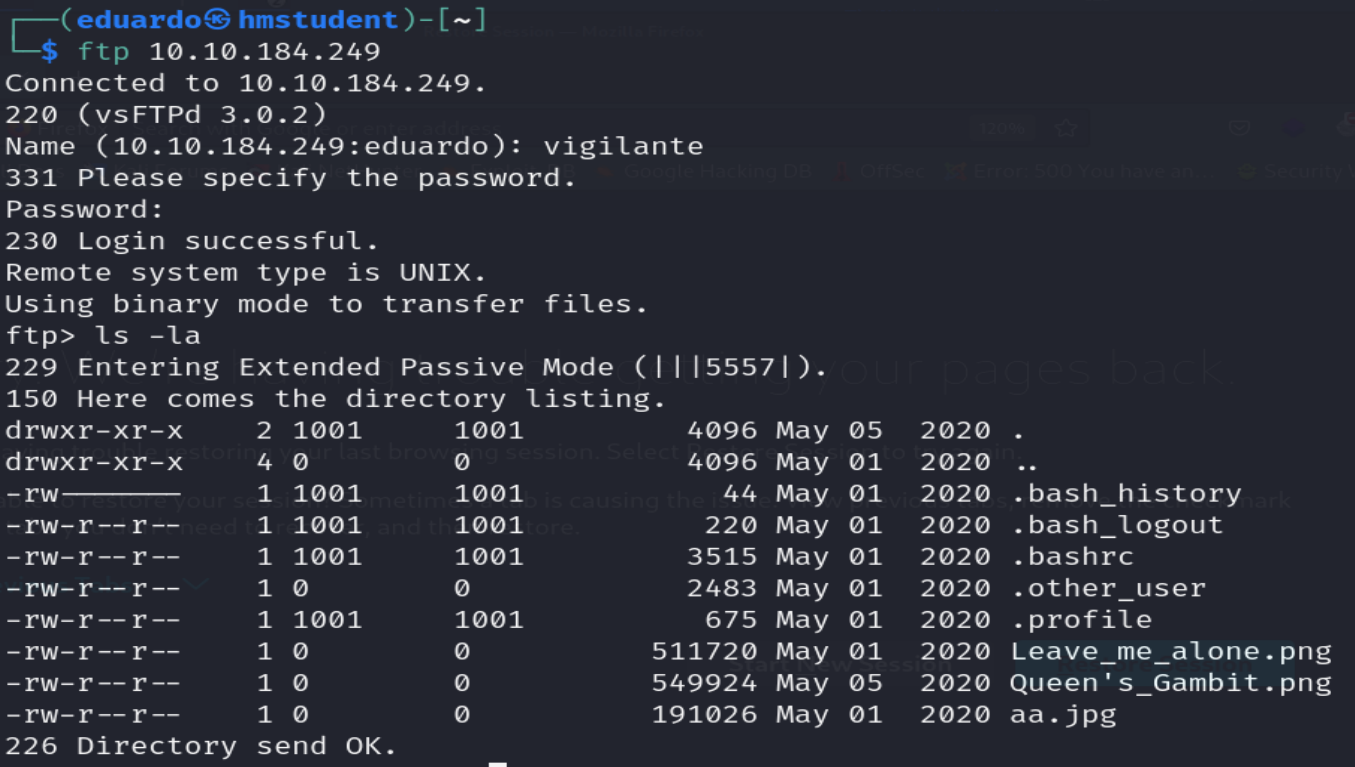 ┌──(eduardo㉿hmstudent)-[~]
└─$ ftp 10.10.184.249
Connected to 10.10.184.249.
220 (vsFTPd 3.0.2)
Name (10.10.184.249:eduardo): vigilante
331 Please specify the password.
Password:
230 Login successful.
Remote system type is UNIX.
Using binary mode to transfer files.
ftp> ls -la
229 Entering Extended Passive Mode (|||5557|).
150 Here comes the directory listing.
drwxr-xr-x    2 1001     1001         4096 May 05  2020 .
drwxr-xr-x    4 0        0            4096 May 01  2020 ..
-rw-------    1 1001     1001           44 May 01  2020 .bash_history
-rw-r--r--    1 1001     1001          220 May 01  2020 .bash_logout
-rw-r--r--    1 1001     1001         3515 May 01  2020 .bashrc
-rw-r--r--    1 0        0            2483 May 01  2020 .other_user
-rw-r--r--    1 1001     1001          675 May 01  2020 .profile
-rw-r--r--    1 0        0          511720 May 01  2020 Leave_me_alone.png
-rw-r--r--    1 0        0          549924 May 05  2020 Queen's_Gambit.png
-rw-r--r--    1 0        0          191026 May 01  2020 aa.jpg
226 Directory send OK.